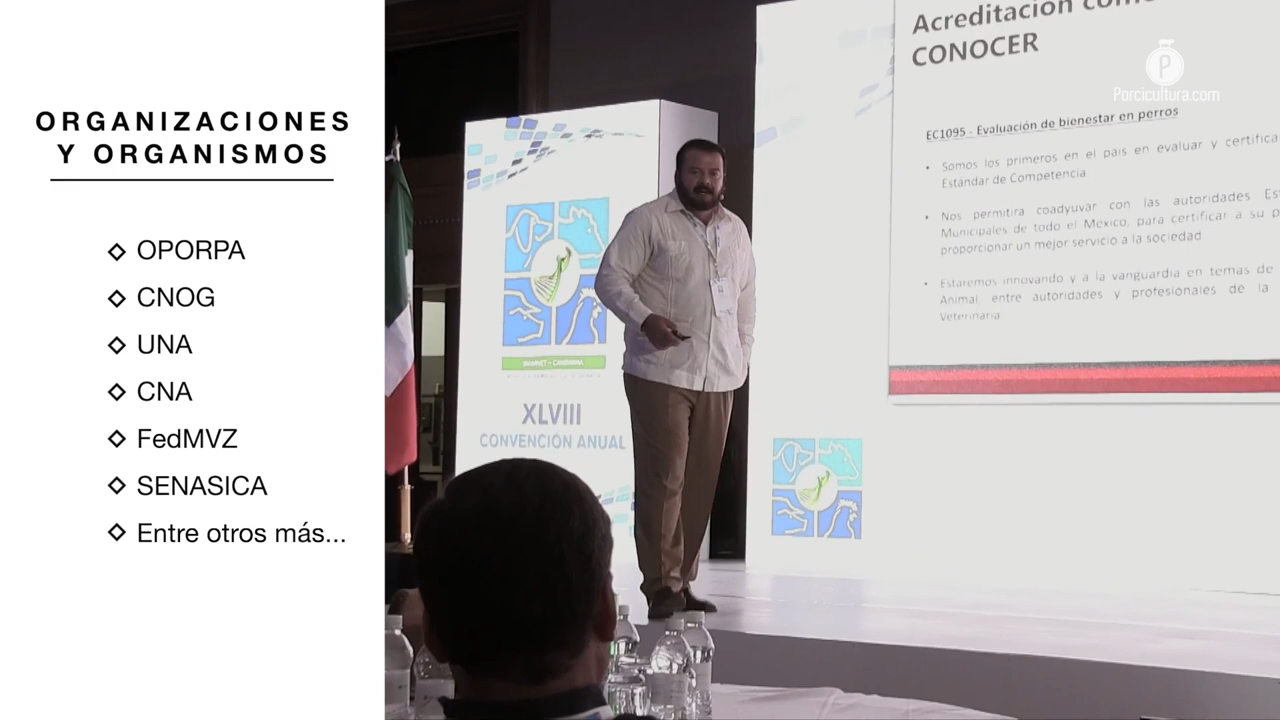 ORGANIZACIONES
Y ORGANISMOS
OPORPA
CNOG
UNA
CNA
FedMVZ
SENASICA
Entre otros más...
XLVIII
CONVENCIÓN ANUAL
Acreditación
CONOCER
Porcicultura.com
EC1095 - Evaluación de bienestar en perros
• Somos los primeros en el país en evaluar y
Estándar de Competencia
• Nos permitira coadyuvar con las autoridades
Municipales de todo el México, para certificar a su
proporcionar un mejor servicio a la sociedad
• Estaremos innovando y a la vanguardia en temas de
Animal, entre autoridades y profesionales de la
Veterinaria